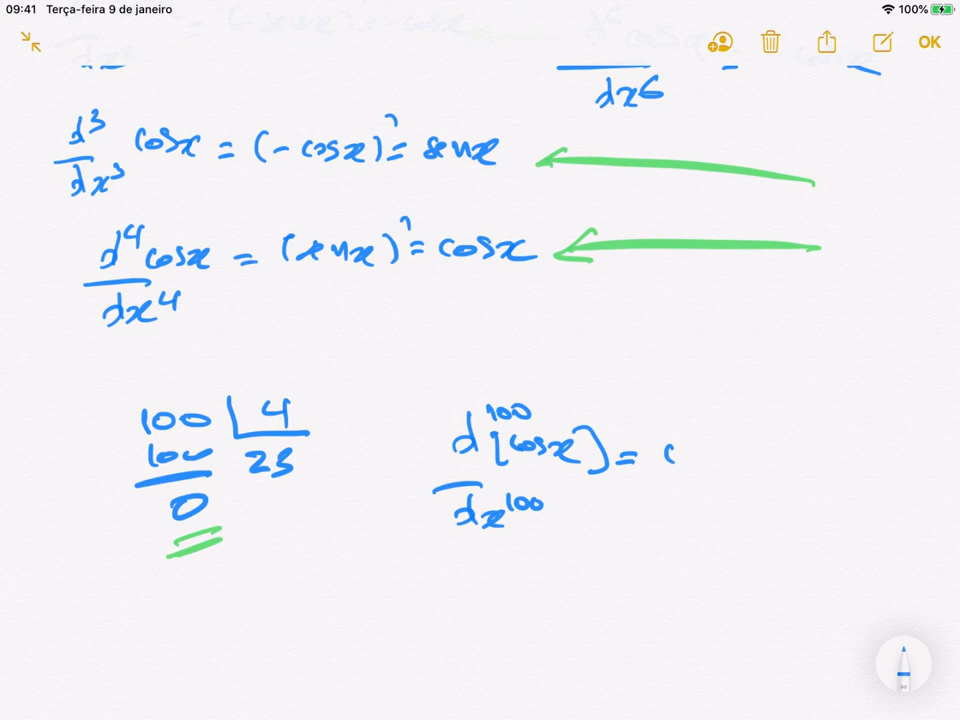 09:41 Terça-feira 9 de janeiro 100%
OK
dx6
d3 cosx = (-cosx)' = senx
dx3
d4 cosx = (senx)' = cosx
dx4
100 4
100 25
0
d100 [cosx] = c
dx100